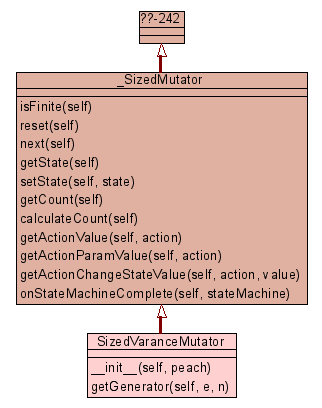 ??-242
_SizedMutator
isFinite(self)
reset(self)
next(self)
getState(self)
setState(self, state)
getCount(self)
calculateCount(self)
getActionValue(self, action)
getActionParamValue(self, action)
getActionChangeStateValue(self, action, value)
onStateMachineComplete(self, stateMachine)
SizedVaranceMutator
__init__(self, peach)
getGenerator(self, e, n)